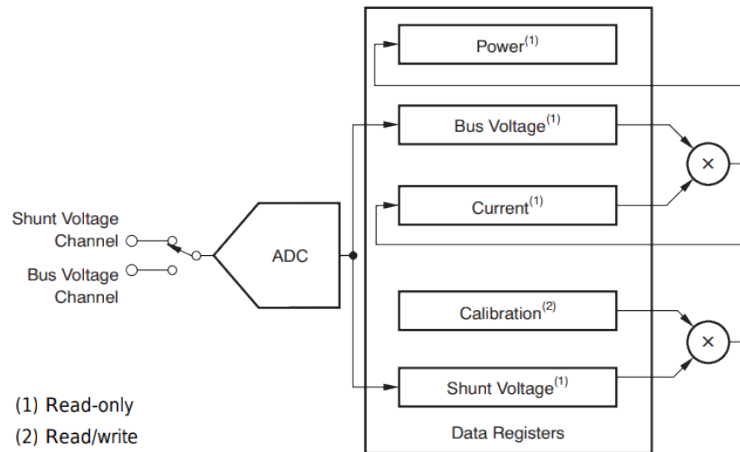 Power(1)
Bus Voltage(1)
×
Current(1)
Shunt Voltage
Channel
ADC
Bus Voltage
Channel
Calibration(2)
×
Shunt Voltage(1)
(1) Read-only
(2) Read/write
Data Registers